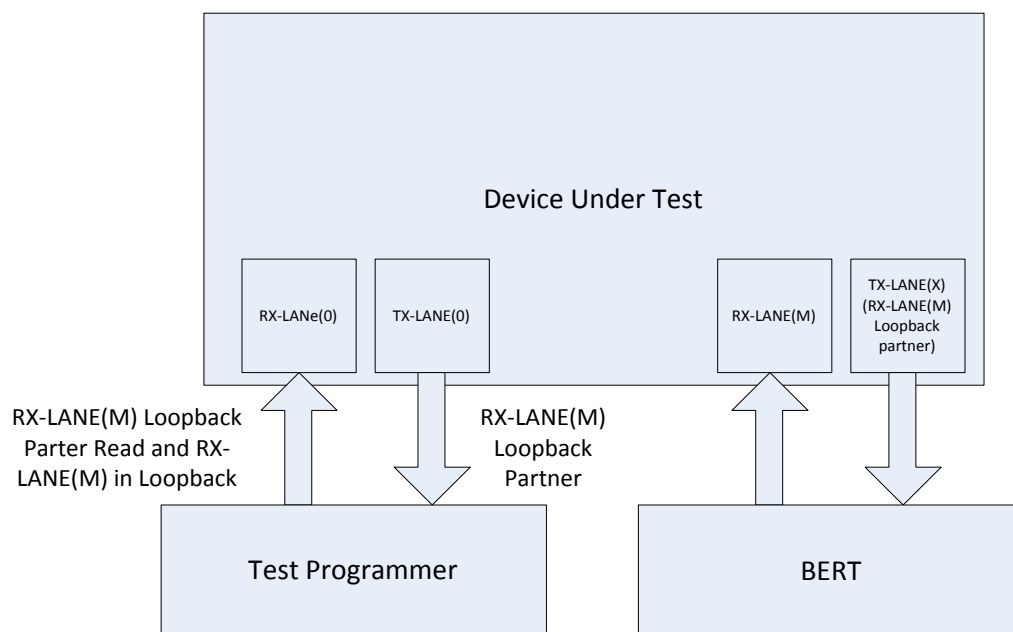 Device Under Test
RX-LANe(0)
TX-LANE(0)
RX-LANE(M)
TX-LANE(X)
(RX-LANE(M)
Loopback
partner)
RX-LANE(M) Loopback
Parter Read and RX-
LANE(M) in Loopback
RX-LANE(M)
Loopback
Partner
Test Programmer
BERT